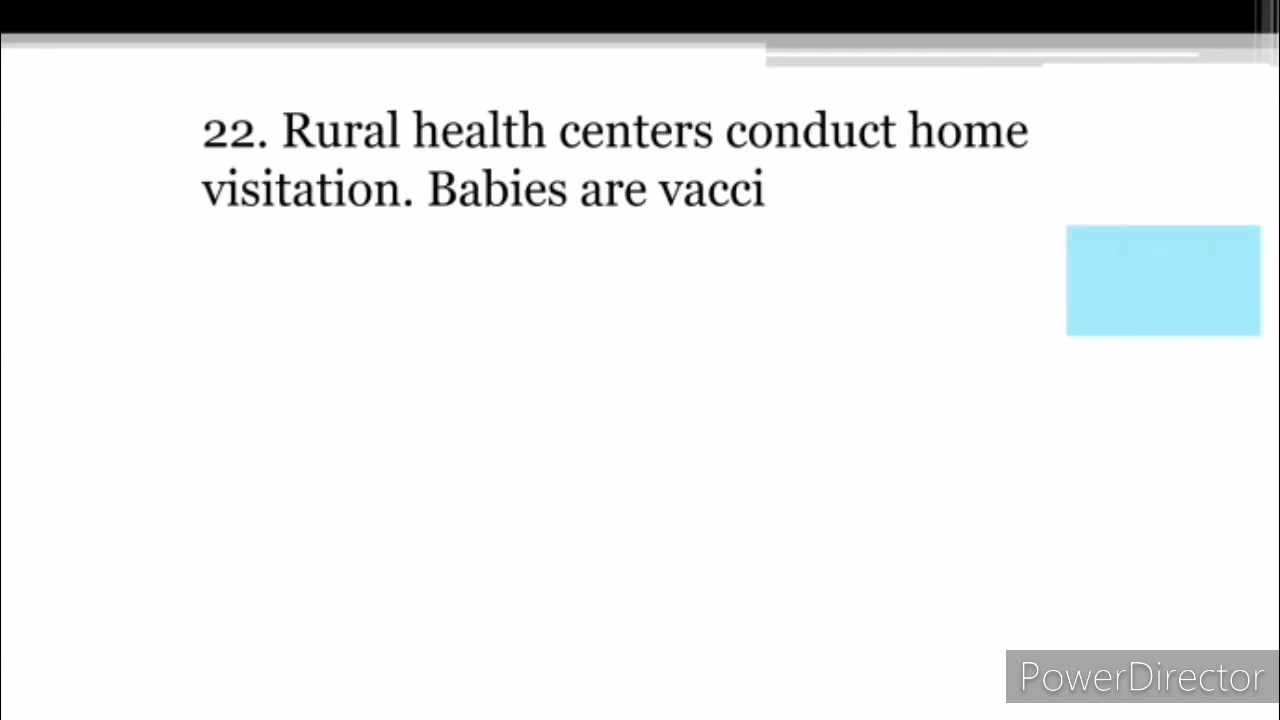 22. Rural health centers conduct home
visitation. Babies are vacci
PowerDirector